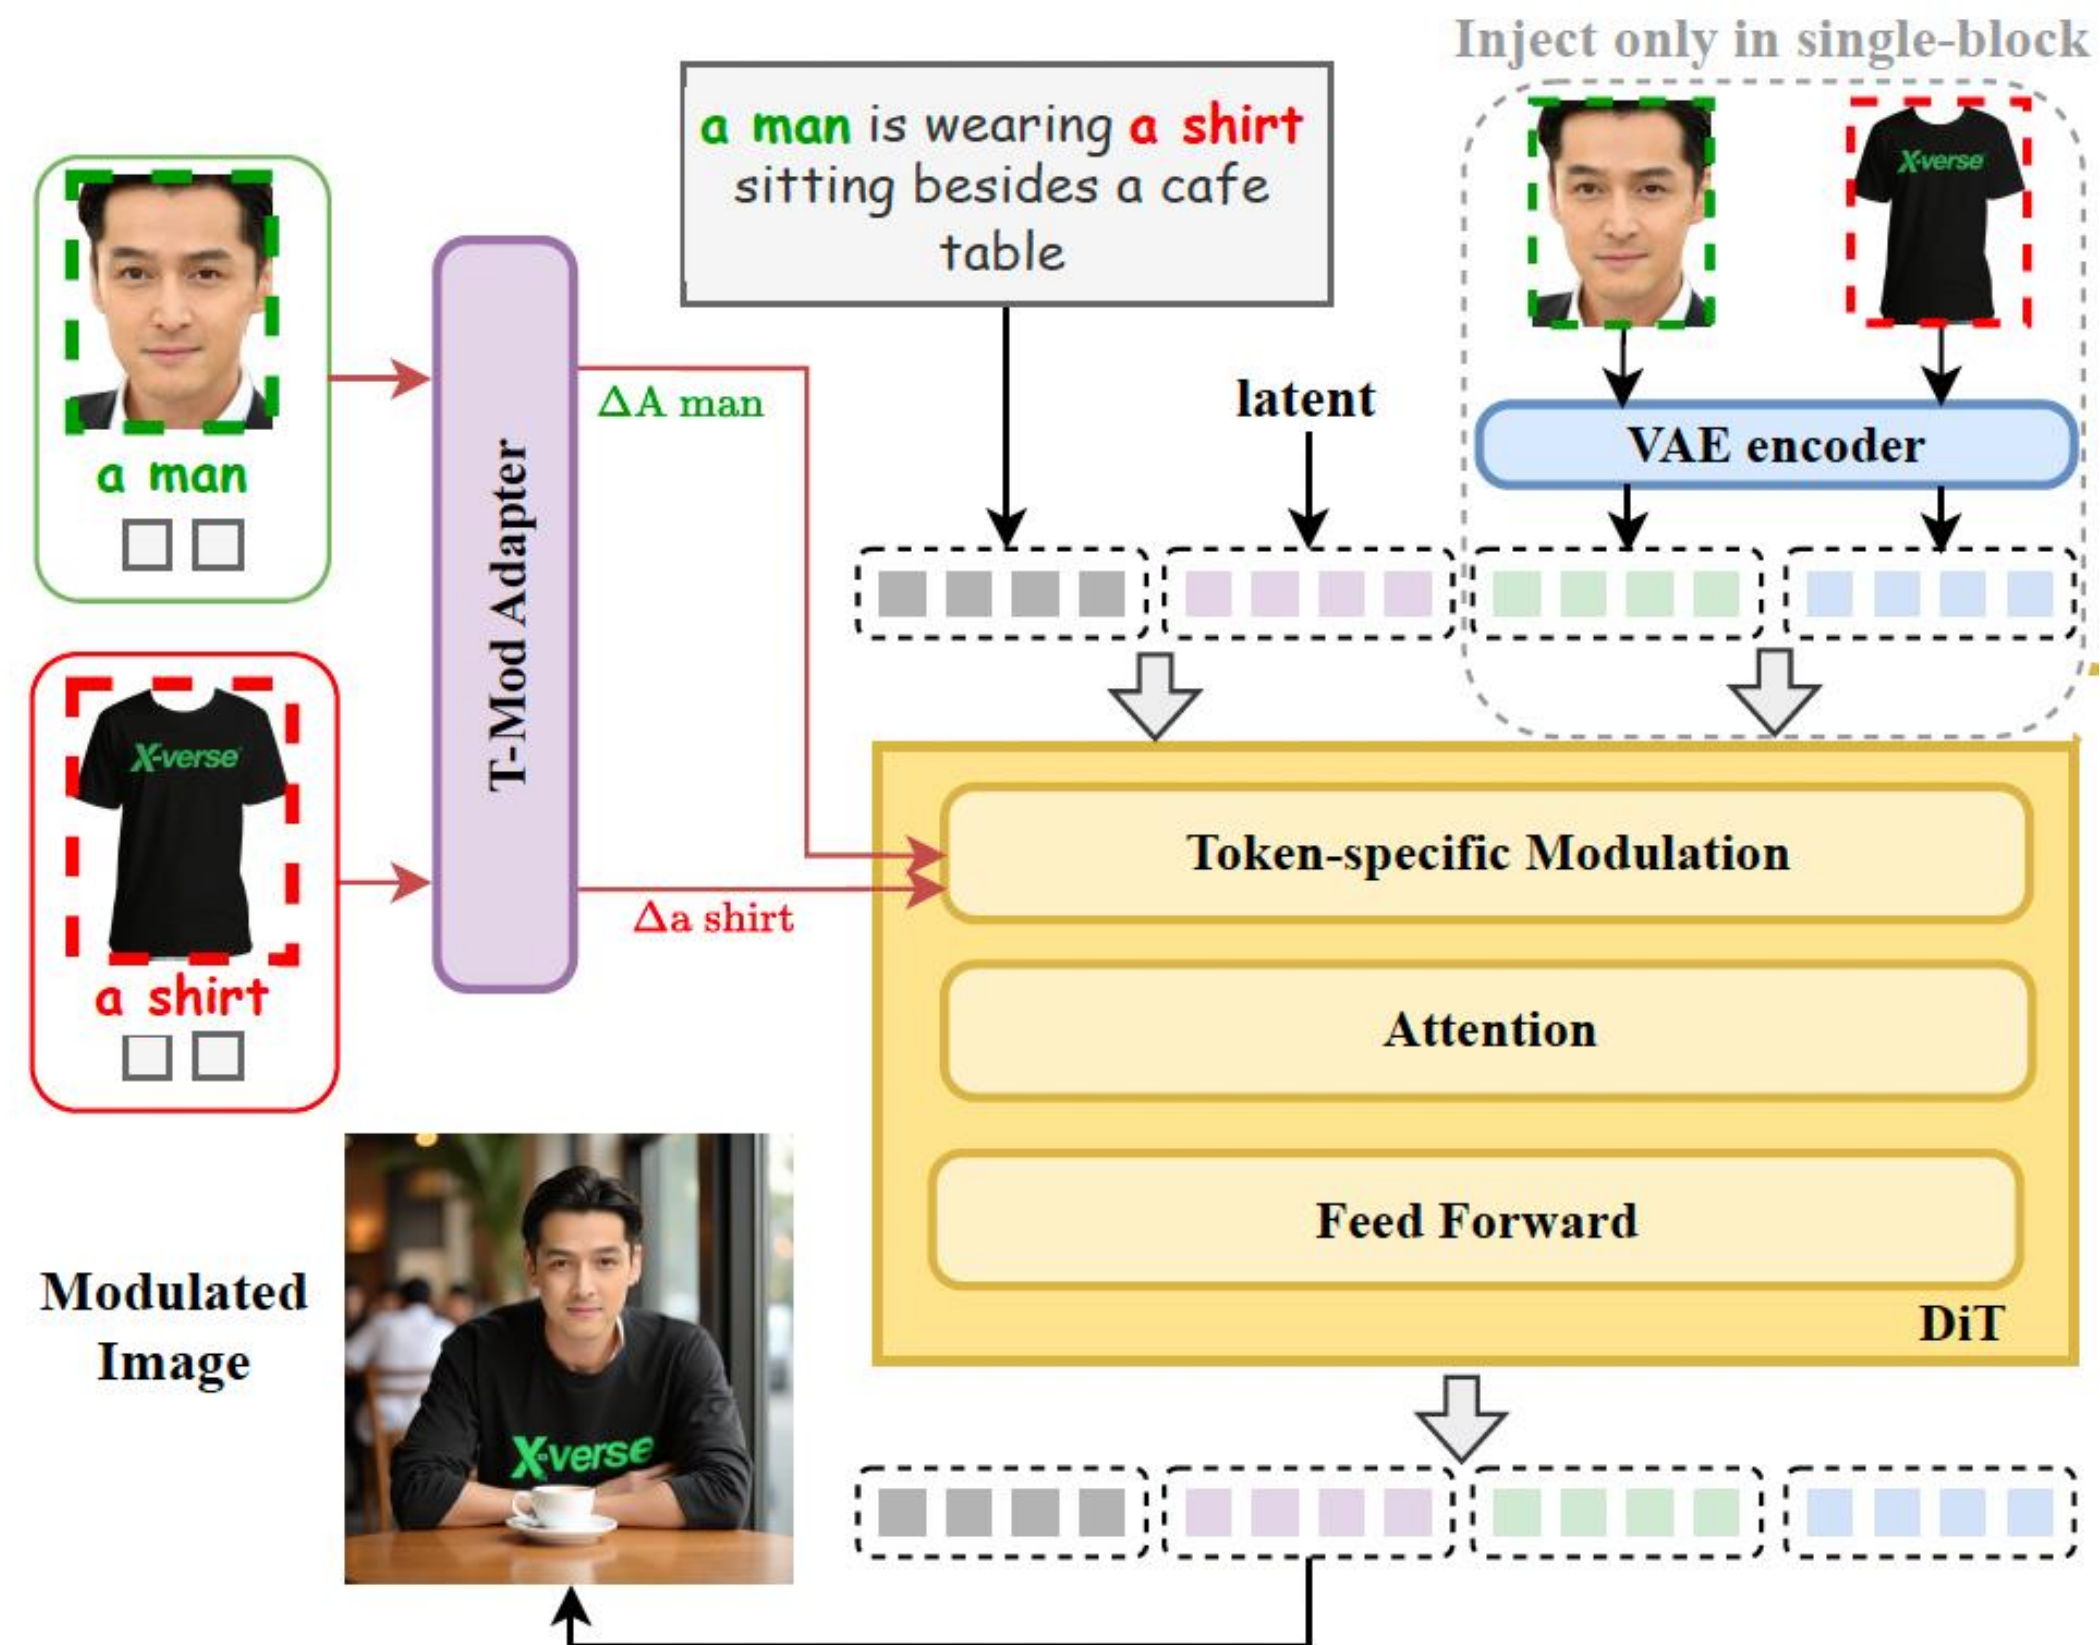 Inject only in single-block
a man is wearing a shirt
sitting besides a cafe
table
X-verse
latent
VAE encoder
a man
ΔA man
T-Mod Adapter
X-verse
a shirt
Δa shirt
Token-specific Modulation
Attention
Feed Forward
DiT
Modulated
Image
X-verse